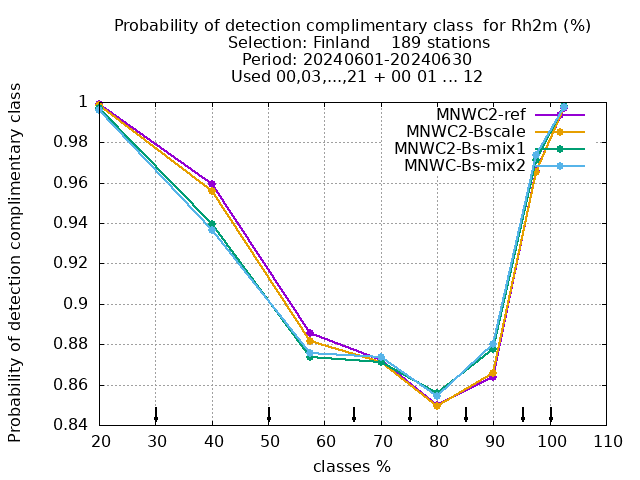 Probability of detection complimentary class  for Rh2m (%)
Selection: Finland    189 stations
Period: 20240601-20240630
Used 00,03,...,21 + 00 01 ... 12
Probability of detection complimentary class
1
0.98
0.96
0.94
0.92
0.9
0.88
0.86
0.84
MNWC2-ref
MNWC2-Bscale
MNWC2-Bs-mix1
MNWC-Bs-mix2
20 30 40 50 60 70 80 90 100 110
classes %